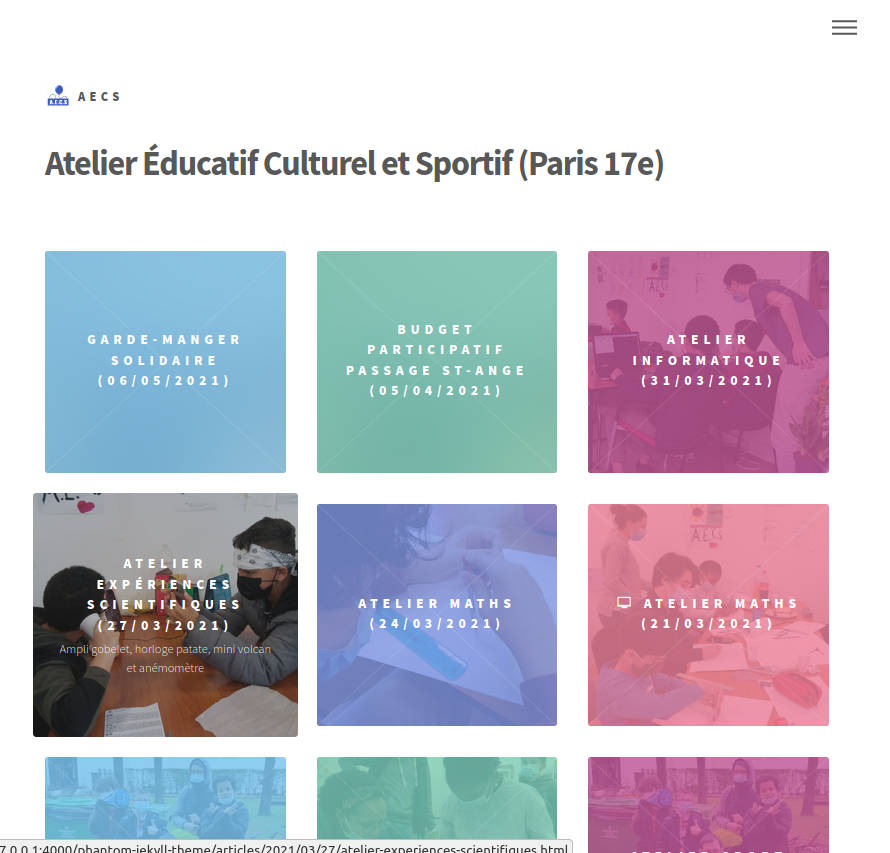 AECS
Atelier Éducatif Culturel et Sportif (Paris 17e)
GARDE-MANGER
SOLIDAIRE
(06/05/2021)
BUDGET
PARTICIPATIF
PASSAGE ST-ANGE
(05/04/2021)
ATELIER
INFORMATIQUE
(31/03/2021)
ATELIER
EXPÉRIENCES
SCIENTIFIQUES
(27/03/2021)
Ampli gobelet, horloge patate, mini volcan
et anémomètre
ATELIER MATHS
(24/03/2021)
ATELIER MATHS
(21/03/2021)
7.0.0.1:4000/phantom-jekyll-theme/articles/2021/03/27/atelier-experiences-scientifiques.html